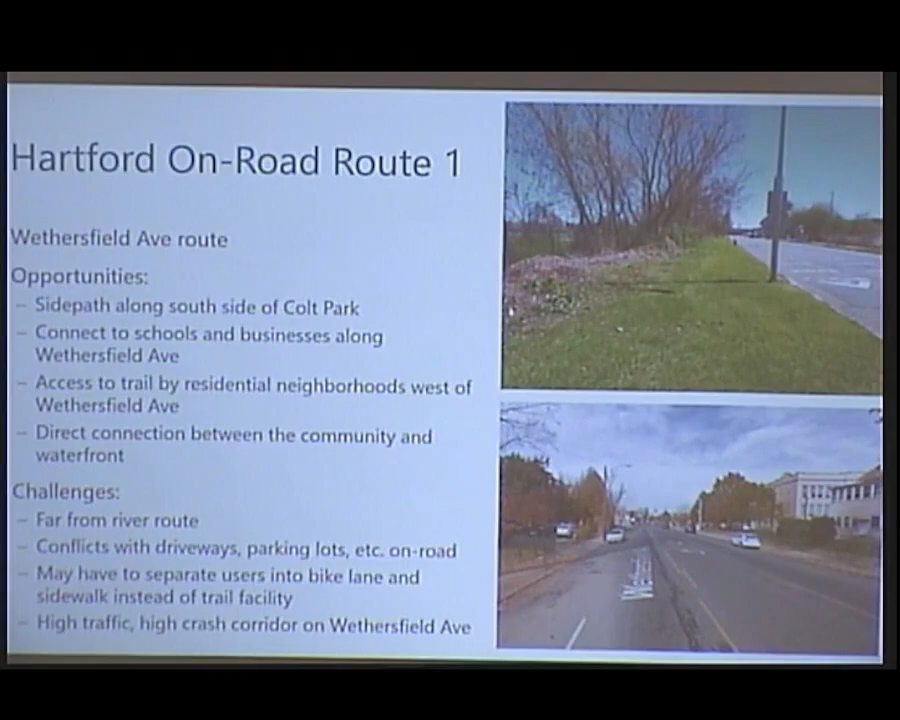 Hartford On-Road Route 1
Wethersfield Ave route
Opportunities:
– Sidepath along south side of Colt Park
– Connect to schools and businesses along
Wethersfield Ave
– Access to trail by residential neighborhoods west of
Wethersfield Ave
– Direct connection between the community and
waterfront
Challenges:
– Far from river route
– Conflicts with driveways, parking lots, etc. on-road
– May have to separate users into bike lane and
sidewalk instead of trail facility
– High traffic, high crash corridor on Wethersfield Ave